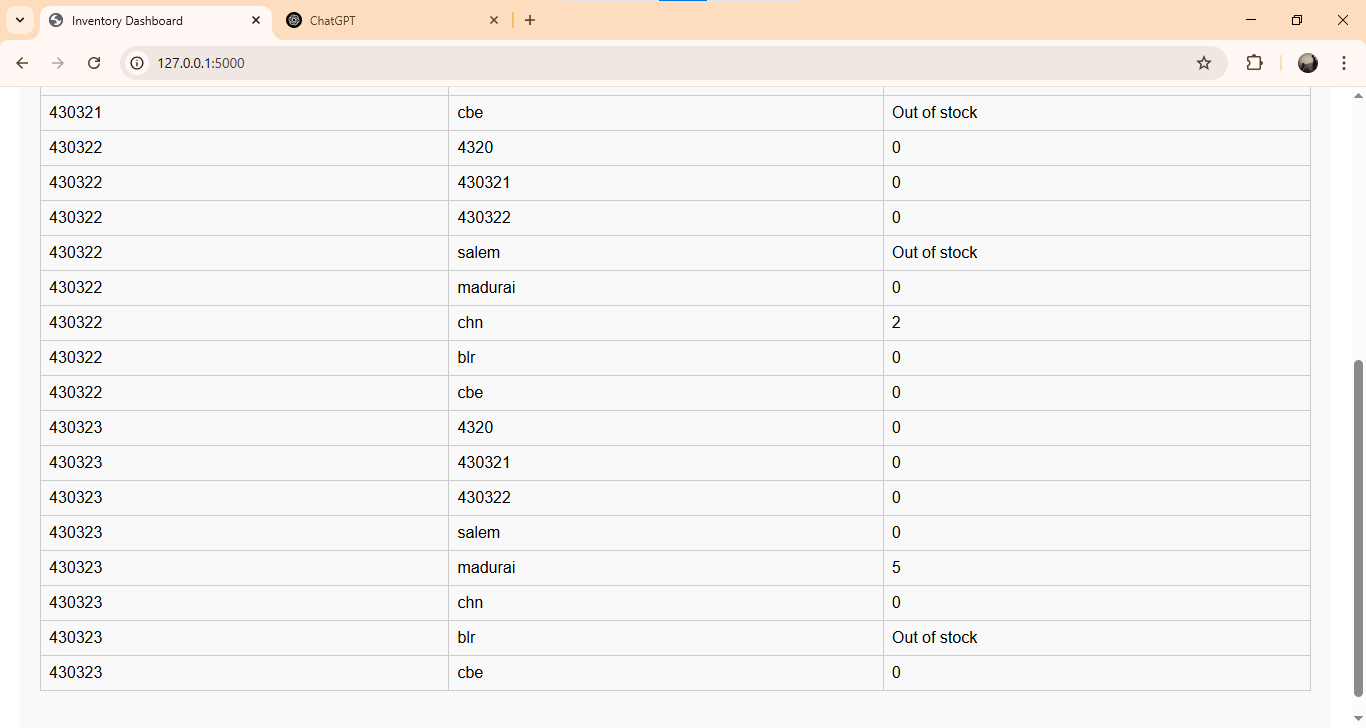 Inventory Dashboard
ChatGPT
127.0.0.1:5000
430321 cbe Out of stock
430322 4320 0
430322 430321 0
430322 430322 0
430322 salem Out of stock
430322 madurai 0
430322 chn 2
430322 blr 0
430322 cbe 0
430323 4320 0
430323 430321 0
430323 430322 0
430323 salem 0
430323 madurai 5
430323 chn 0
430323 blr Out of stock
430323 cbe 0